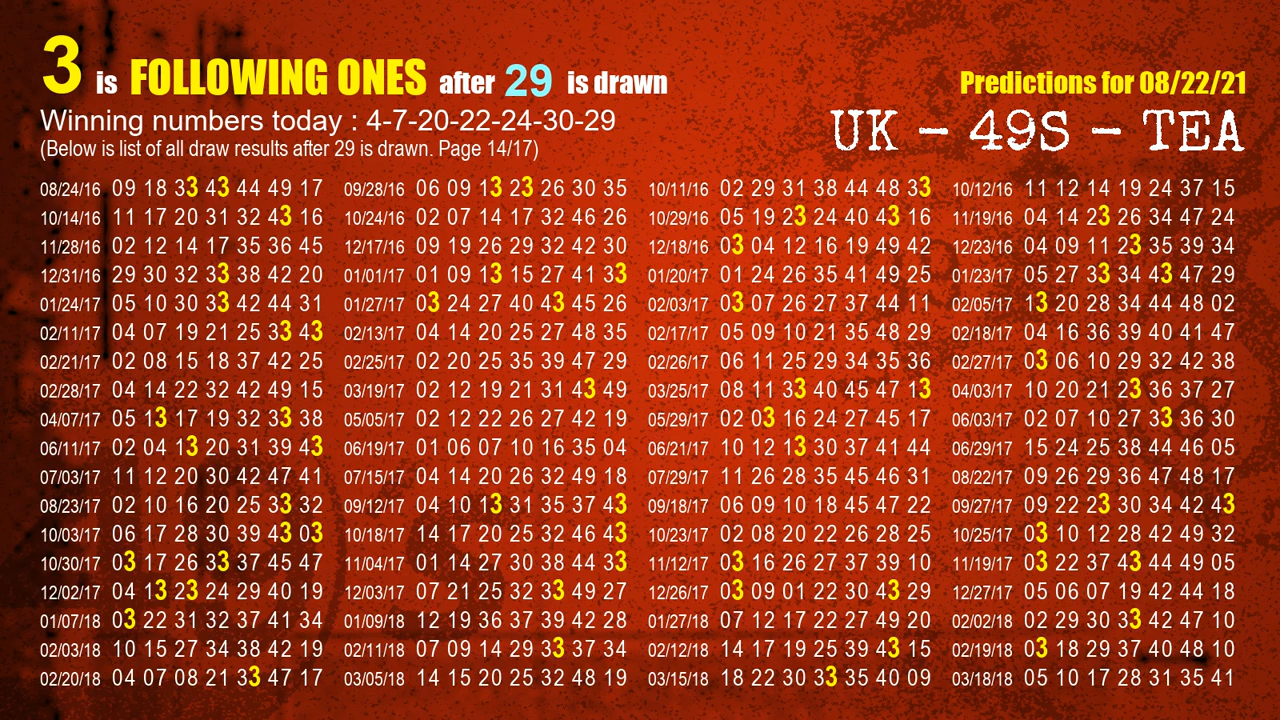 3 is FOLLOWING ONES after 29 is drawn
Predictions for 08/22/21
Winning numbers today : 4-7-20-22-24-30-29
UK - 49S - TEA
(Below is list of all draw results after 29 is drawn. Page 14/17)
08/24/16 09 18 33 43 44 49 17 09/28/16 06 09 13 23 26 30 35 10/11/16 02 29 31 38 44 48 33 10/12/16 11 12 14 19 24 37 15
10/14/16 11 17 20 31 32 43 16 10/24/16 02 07 14 17 32 46 26 10/29/16 05 19 23 24 40 43 16 11/19/16 04 14 23 26 34 47 24
11/28/16 02 12 14 17 35 36 45 12/17/16 09 19 26 29 32 42 30 12/18/16 03 04 12 16 19 49 42 12/23/16 04 09 11 23 35 39 34
12/31/16 29 30 32 33 38 42 20 01/01/17 01 09 13 15 27 41 33 01/20/17 01 24 26 35 41 49 25 01/23/17 05 27 33 34 43 47 29
01/24/17 05 10 30 33 42 44 31 01/27/17 03 24 27 40 43 45 26 02/03/17 03 07 26 27 37 44 11 02/05/17 13 20 28 34 44 48 02
02/11/17 04 07 19 21 25 33 43 02/13/17 04 14 20 25 27 48 35 02/17/17 05 09 10 21 35 48 29 02/18/17 04 16 36 39 40 41 47
02/21/17 02 08 15 18 37 42 25 02/25/17 02 20 25 35 39 47 29 02/26/17 06 11 25 29 34 35 36 02/27/17 03 06 10 29 32 42 38
02/28/17 04 14 22 32 42 49 15 03/19/17 02 12 19 21 31 43 49 03/25/17 08 11 33 40 45 47 13 04/03/17 10 20 21 23 36 37 27
04/07/17 05 13 17 19 32 33 38 05/05/17 02 12 22 26 27 42 19 05/29/17 02 03 16 24 27 45 17 06/03/17 02 07 10 27 33 36 30
06/11/17 02 04 13 20 31 39 43 06/19/17 01 06 07 10 16 35 04 06/21/17 10 12 13 30 37 41 44 06/29/17 15 24 25 38 44 46 05
07/03/17 11 12 20 30 42 47 41 07/15/17 04 14 20 26 32 49 18 07/29/17 11 26 28 35 45 46 31 08/22/17 09 26 29 36 47 48 17
08/23/17 02 10 16 20 25 33 32 09/12/17 04 10 13 31 35 37 43 09/18/17 06 09 10 18 45 47 22 09/27/17 09 22 23 30 34 42 43
10/03/17 06 17 28 30 39 43 03 10/18/17 14 17 20 25 32 46 43 10/23/17 02 08 20 22 26 28 25 10/25/17 03 10 12 28 42 49 32
10/30/17 03 17 26 33 37 45 47 11/04/17 01 14 27 30 38 44 33 11/12/17 03 16 26 27 37 39 10 11/19/17 03 22 37 43 44 49 05
12/02/17 04 13 23 24 29 40 19 12/03/17 07 21 25 32 33 49 27 12/26/17 03 09 01 22 30 43 29 12/27/17 05 06 07 19 42 44 18
01/07/18 03 22 31 32 37 41 34 01/09/18 12 19 36 37 39 42 28 01/27/18 07 12 17 22 27 49 20 02/02/18 02 29 30 33 42 47 10
02/03/18 10 15 27 34 38 42 19 02/11/18 07 09 14 29 33 37 34 02/12/18 14 17 19 25 39 43 15 02/19/18 03 18 36 37 40 48 10
02/20/18 04 07 08 21 33 47 17 03/05/18 14 15 20 25 32 48 19 03/15/18 18 22 30 33 35 40 09 03/18/18 05 10 17 28 31 35 41